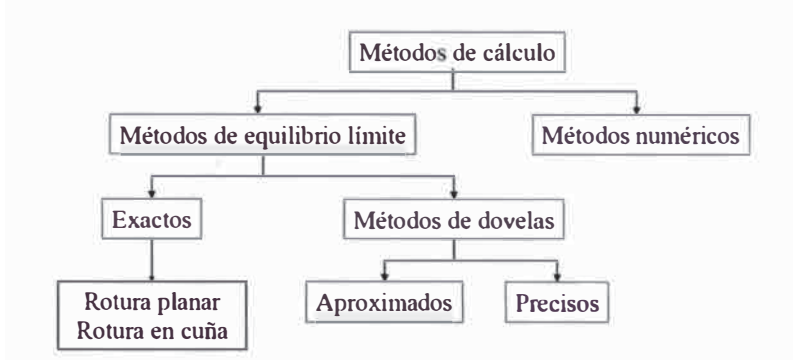 Métodos de cálculo
Métodos de equilibrio límite
Métodos numéricos
Exactos
Métodos de dovelas
Rotura planar
Rotura en cuña
Aproximados
Precisos